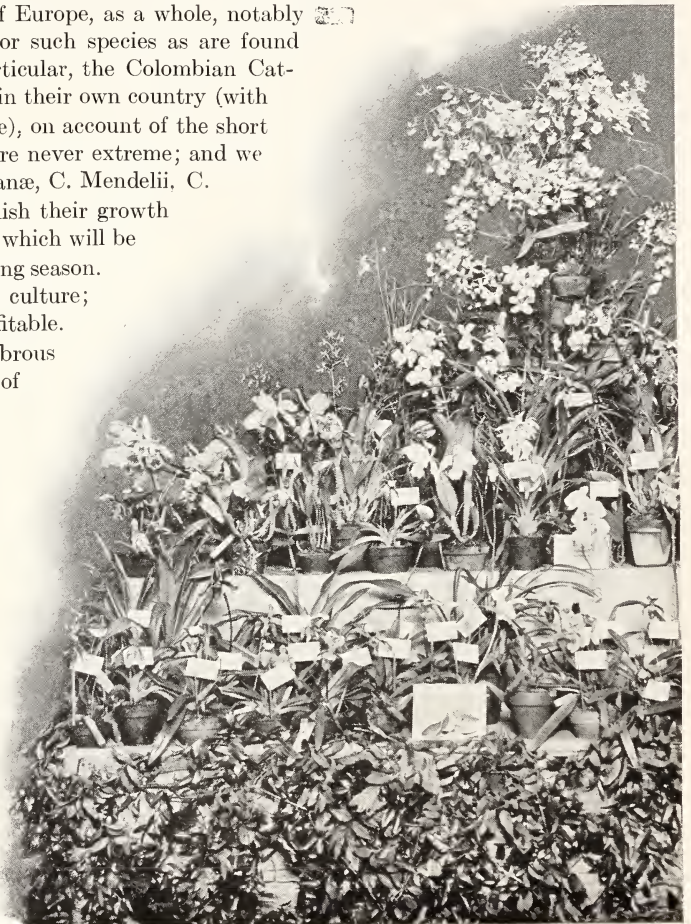 f Europe, as a whole, notably
or such species as are found
rticular, the Colombian Cat-
in their own country (with
e), on account of the short
re never extreme; and we
anæ, C. Mendelii, C.
ish their growth
which will be
ng season.
culture;
fitable.
brous
of